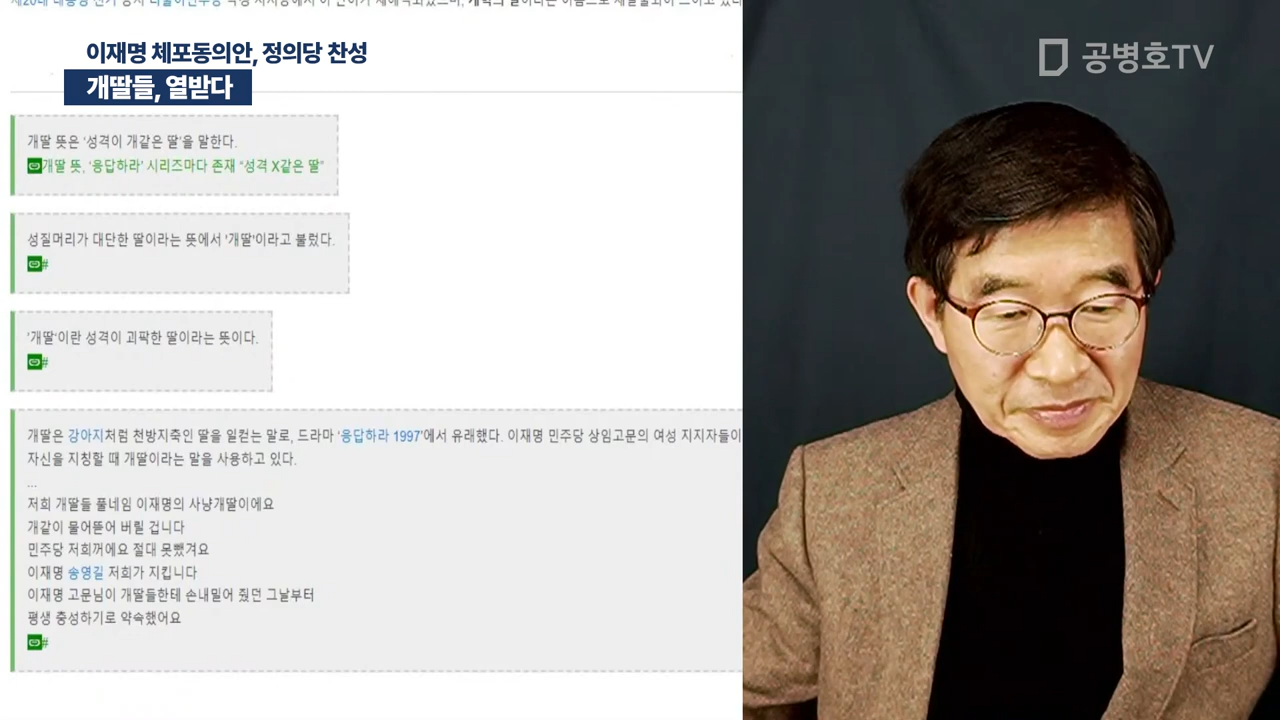 이재명 체포동의안, 정의당 찬성
개딸들, 열받다
공병호TV
개딸 뜻은 '성격이 개같은 딸'을 말한다.
개딸 뜻, '응답하라' 시리즈마다 존재 "성격 X같은 딸"
성질머리가 대단한 딸이라는 뜻에서 '개딸'이라고 불렀다.
#
'개딸'이란 성격이 괴팍한 딸이라는 뜻이다.
#
개딸은 강아지처럼 천방지축인 딸을 일컫는 말로, 드라마 '응답하라 1997'에서 유래했다. 이재명 민주당 상임고문의 여성 지지자들이
자신을 지칭할 때 개딸이라는 말을 사용하고 있다.
...
저희 개딸들 풀네임 이재명의 사냥개딸이에요
개같이 물어뜯어 버릴 겁니다
민주당 저희꺼에요 절대 못뺐겨요
이재명 송영길 저희가 지킵니다
이재명 고문님이 개딸들한테 손내밀어 줬던 그날부터
평생 충성하기로 약속했어요
#